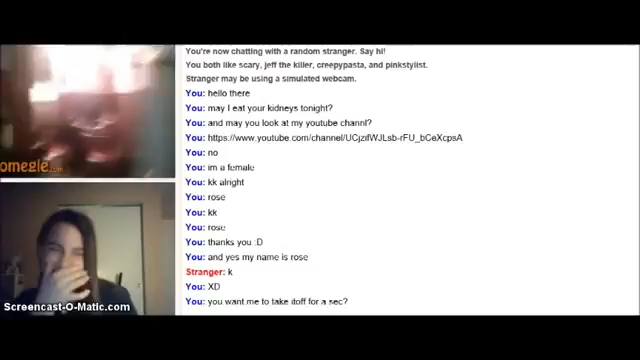 You're now chatting with a random stranger. Say hi!
You both like scary, jeff the killer, creepypasta, and pinkstylist.
Stranger may be using a simulated webcam.
You: hello there
You: may I eat your kidneys tonight?
You: and may you look at my youtube channl?
You: https://www.youtube.com/channel/UCjzifWJLsb-rFU_bCeXcpsA
You: no
You: im a female
You: kk alright
You: rose
You: kk
You: rose
You: thanks you :D
You: and yes my name is rose
Stranger: k
You: XD
You: you want me to take itoff for a sec?
omegle.com
Screencast-O-Matic.com